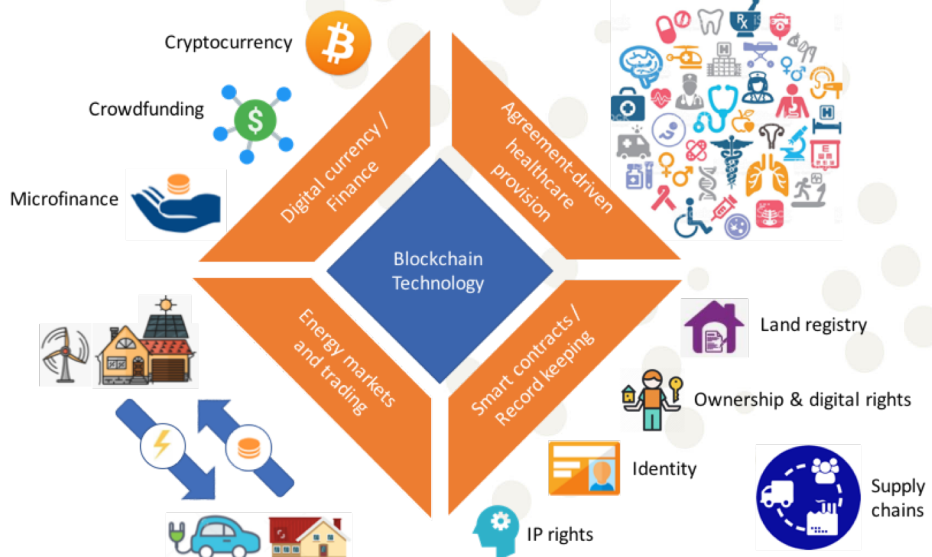 Cryptocurrency
Crowdfunding
Microfinance
Digital currency /
Finance
Agreement-driven
healthcare
provision
Blockchain
Technology
Energy markets
and trading
Smart contracts /
Record keeping
Land registry
Ownership & digital rights
Identity
IP rights
Supply
chains